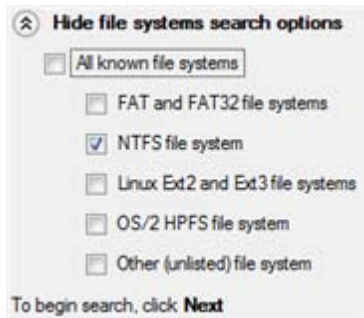 Hide file systems search options
All known file systems
FAT and FAT32 file systems
NTFS file system
Linux Ext2 and Ext3 file systems
OS/2 HPFS file system
Other (unlisted) file system
To begin search, click Next